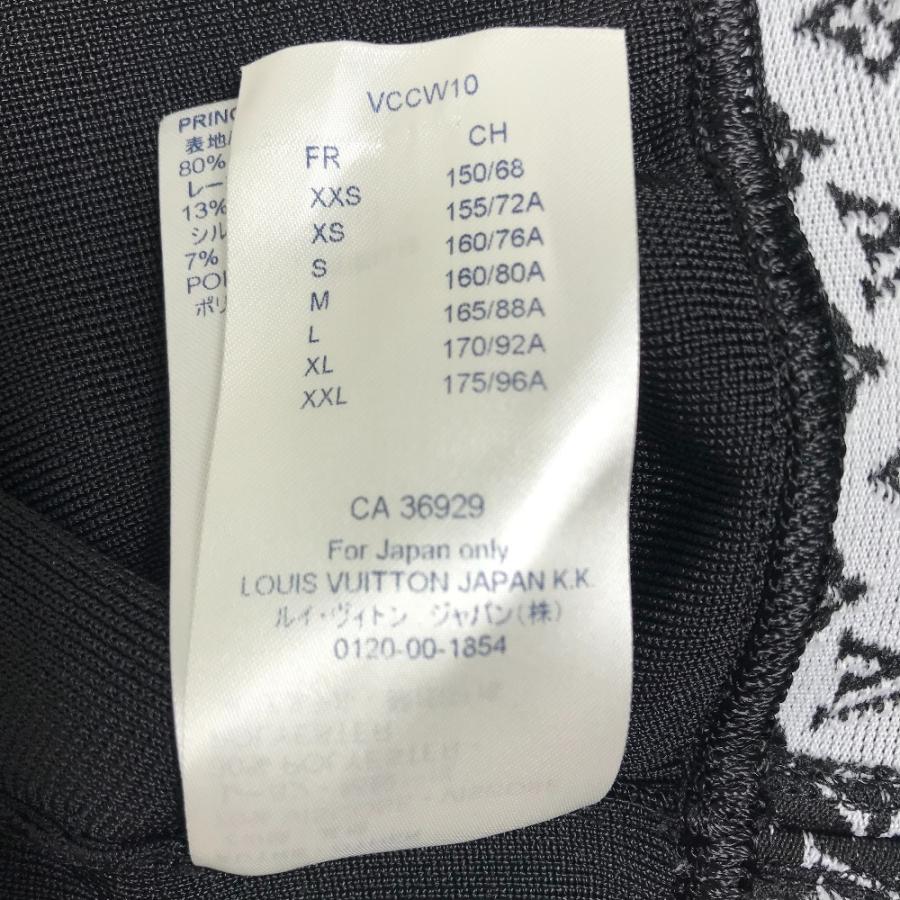 VCCW10
FR CH
XXS 150/68
XS 155/72A
S 160/76A
M 160/80A
L 165/88A
XL 170/92A
XXL 175/96A
CA 36929
For Japan only
LOUIS VUITTON JAPAN K.K.
ルイ・ヴィトン ジャパン(株)
0120-00-1854
PRINC
表地/
80%
レー
13%
シル
7%
POL
ポリ